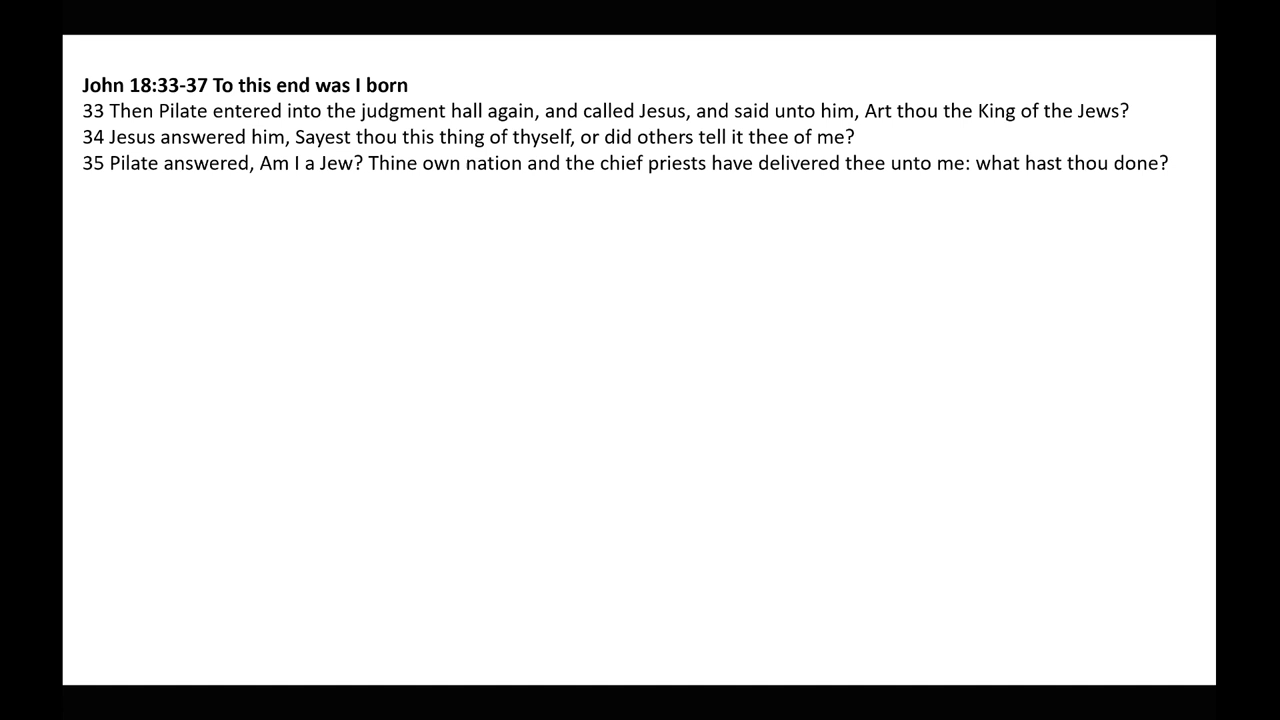 John 18:33-37 To this end was I born
33 Then Pilate entered into the judgment hall again, and called Jesus, and said unto him, Art thou the King of the Jews?
34 Jesus answered him, Sayest thou this thing of thyself, or did others tell it thee of me?
35 Pilate answered, Am I a Jew? Thine own nation and the chief priests have delivered thee unto me: what hast thou done?